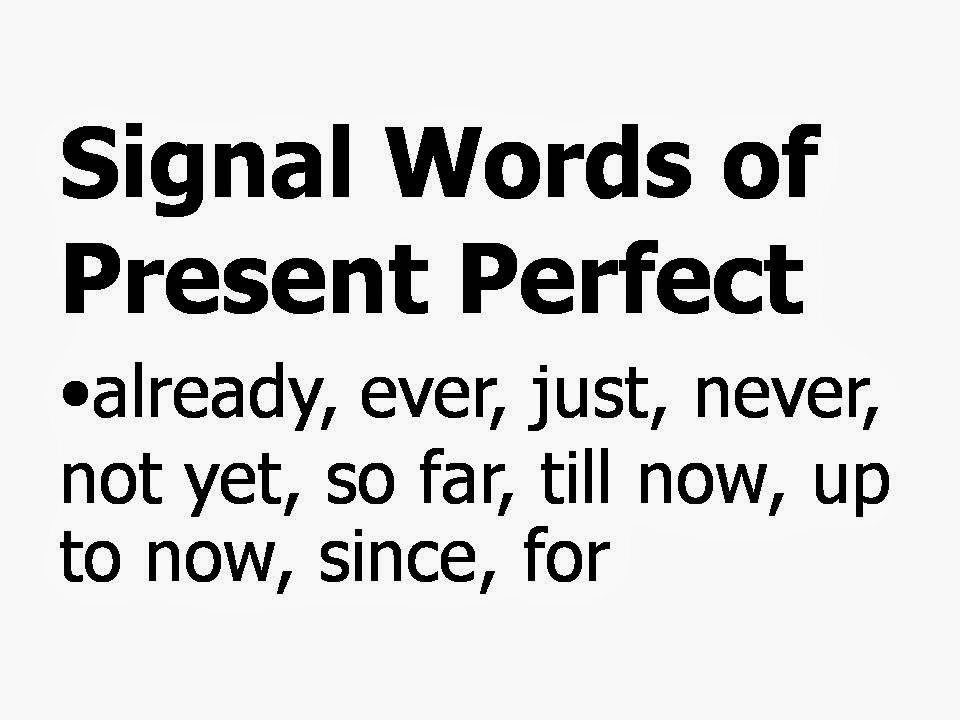 Signal Words of
Present Perfect
•already, ever, just, never,
not yet, so far, till now, up
to now, since, for